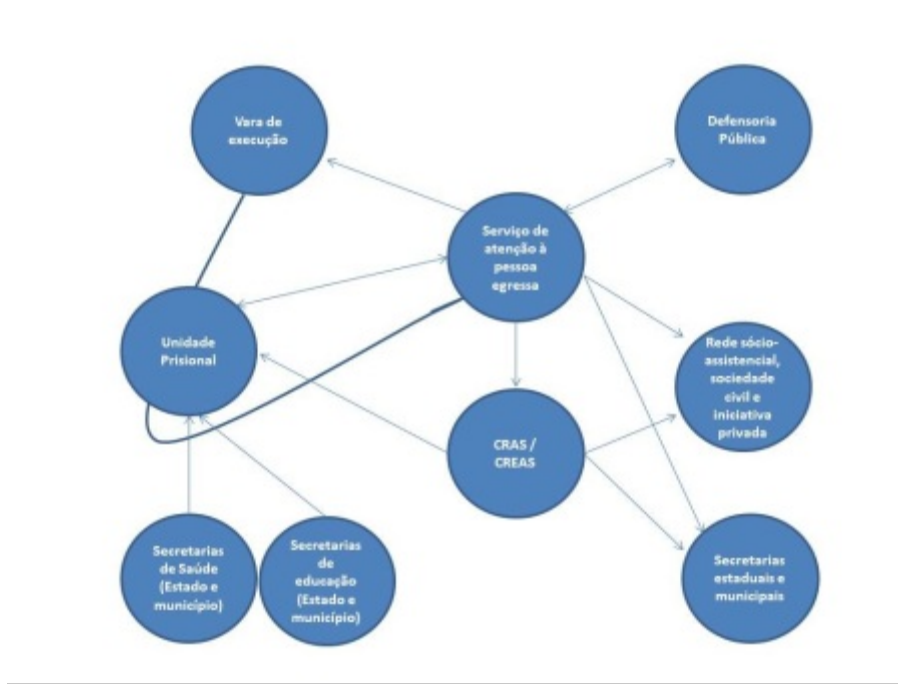 Vara de
execução
Defensoria
Pública
Serviço de
atenção à
pessoa
egressa
Unidade
Prisional
Rede sócio-
assistencial,
sociedade
civil e
iniciativa
privada
CRAS /
CREAS
Secretarias
de Saúde
(Estado e
município)
Secretarias
de
educação
(Estado e
município)
Secretarias
estaduais e
municipais